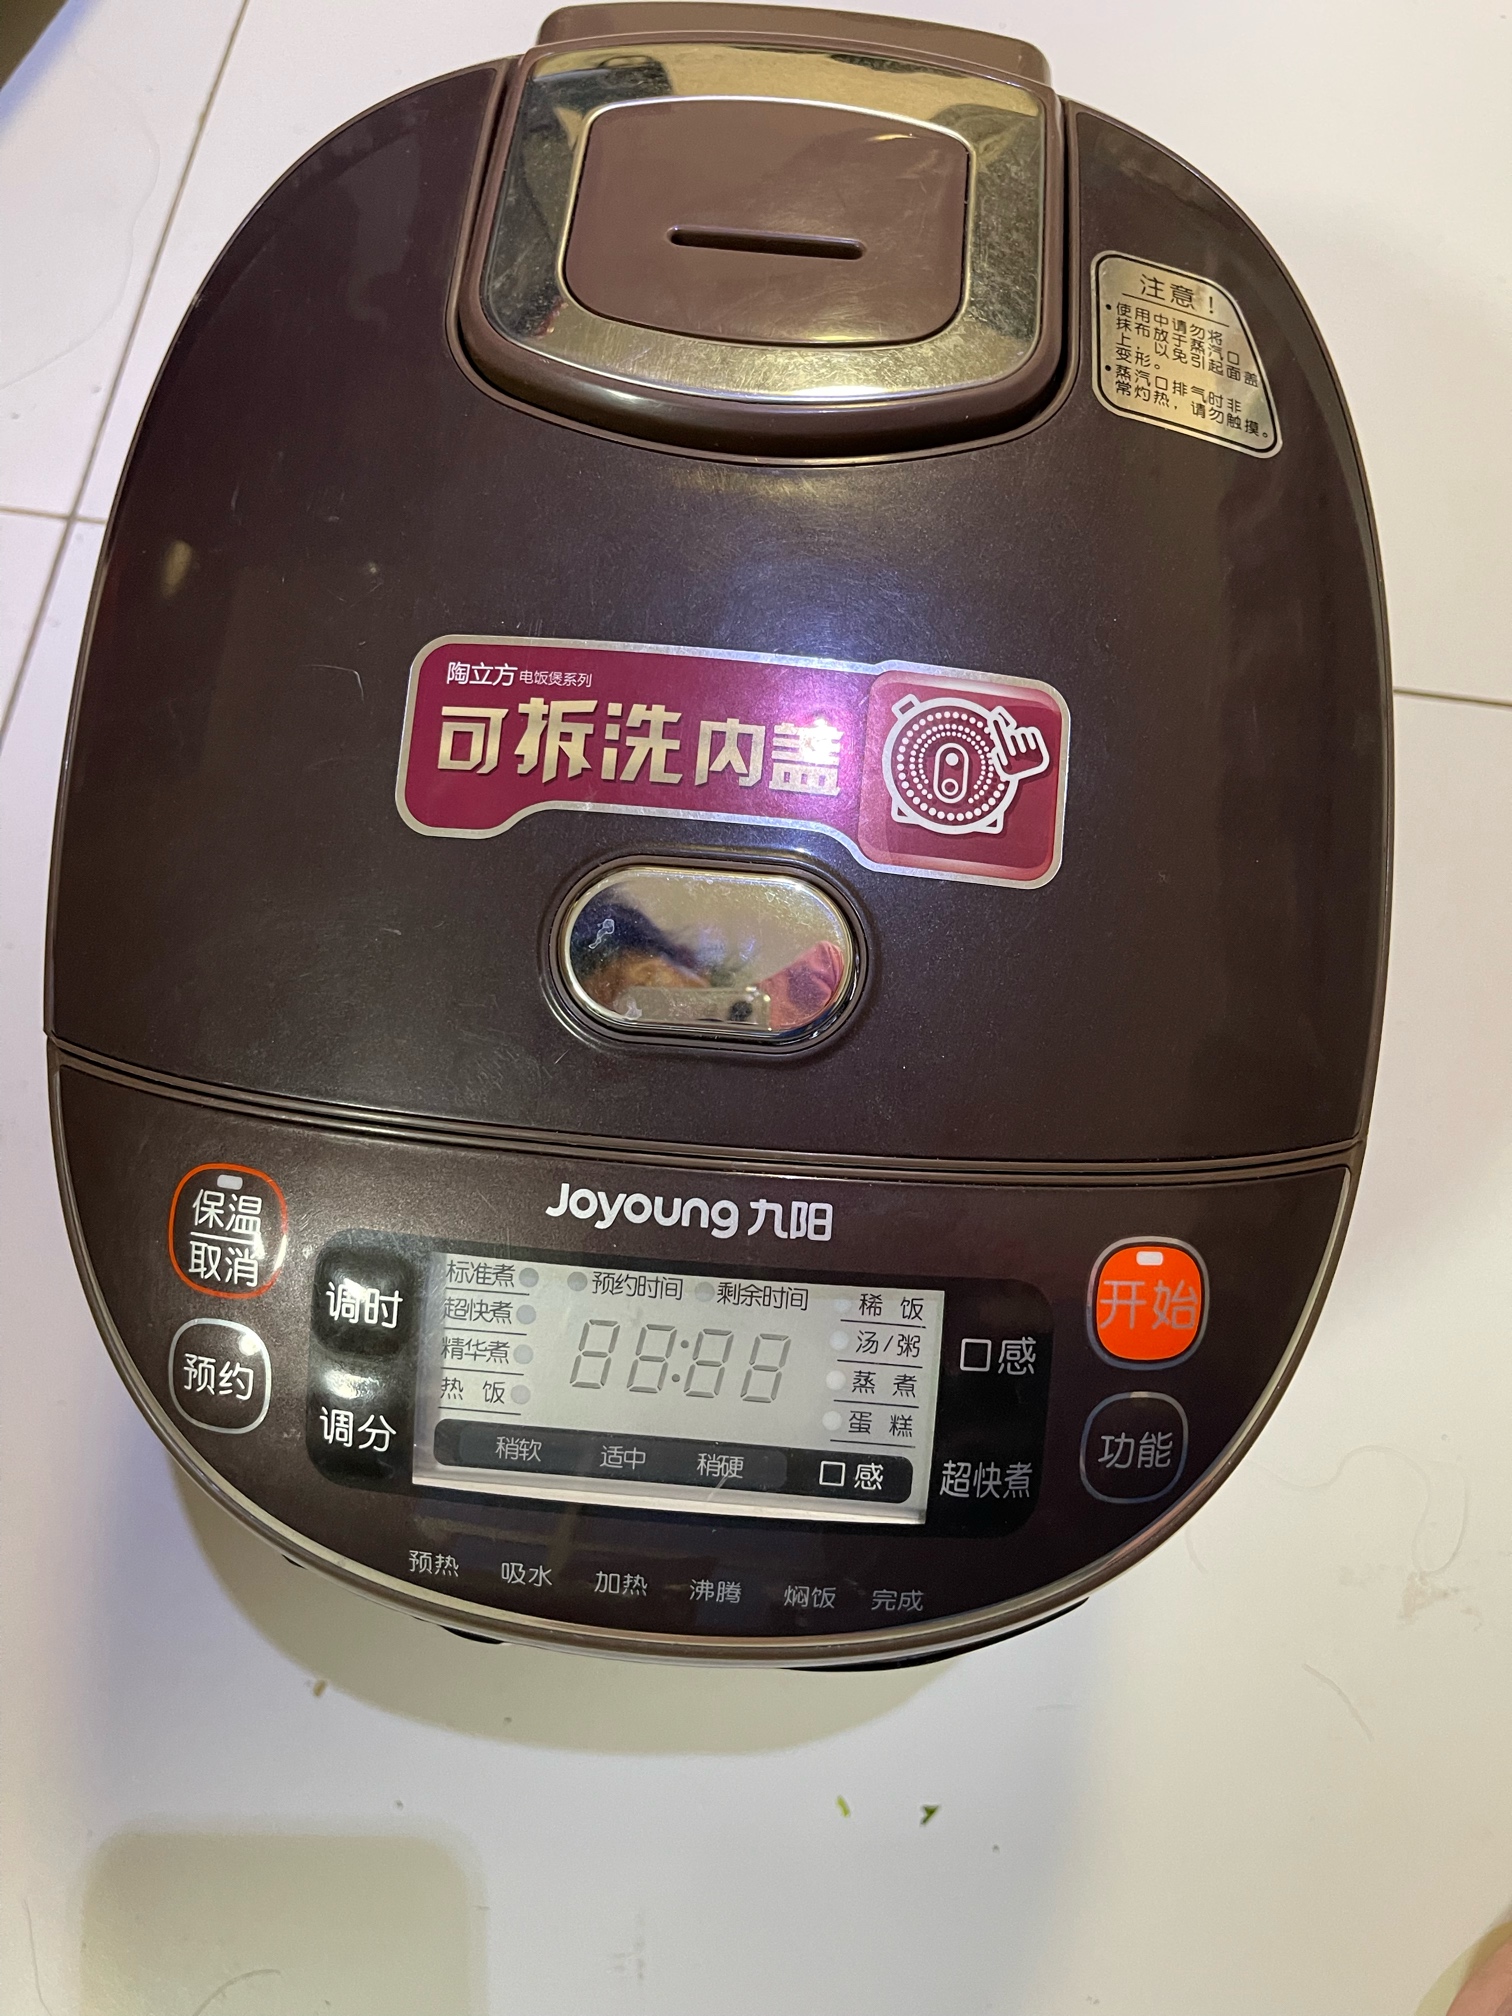 注意！
•使用中请勿将
抹布放于蒸汽口
上，以免引起面盖
变形。
•蒸汽口排气时非
常灼热，请勿触摸。
陶立方电饭煲系列
可拆洗内盖
Joyoung九阳
保温
取消
预约
调时
调分
标准煮
超快煮
精华煮
热 饭
预约时间 剩余时间
88:88
稀 饭
汤/粥
蒸 煮
蛋 糕
稍软 适中 稍硬 口感
口感
超快煮
开始
功能
预热 吸水 加热 沸腾 焖饭 完成